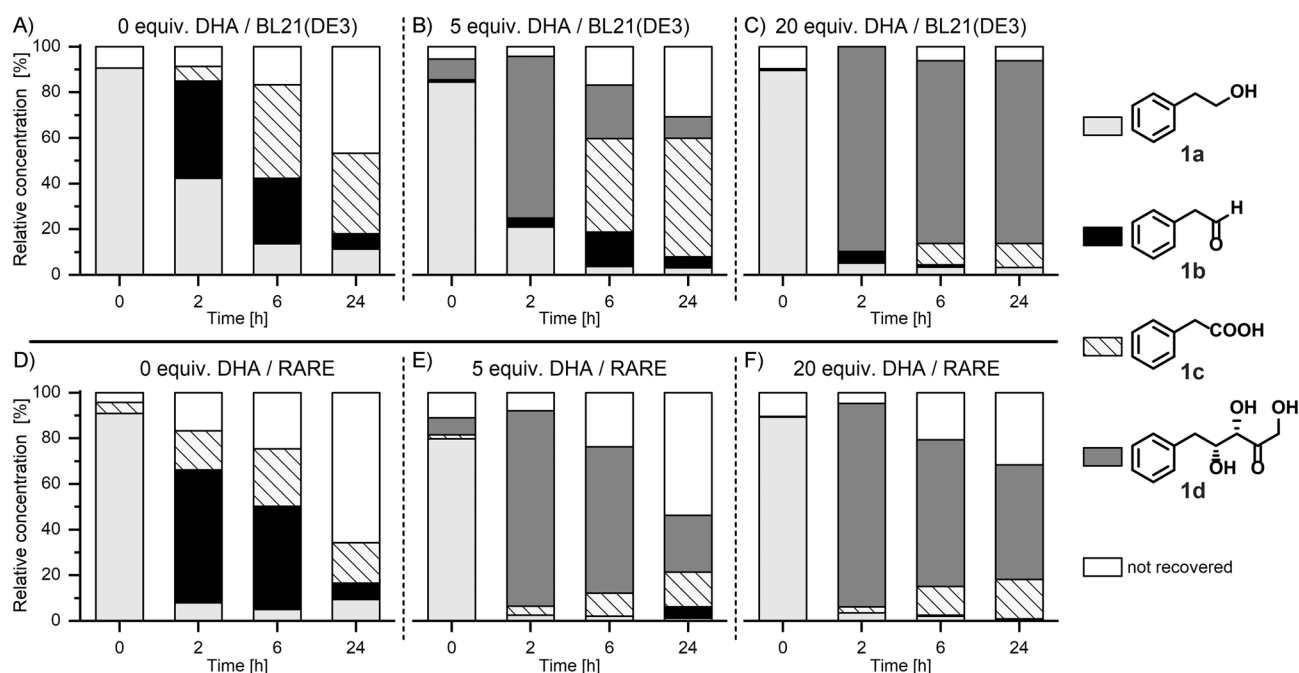 A) 0 equiv. DHA / BL21(DE3)
B) 5 equiv. DHA / BL21(DE3)
C) 20 equiv. DHA / BL21(DE3)
Relative concentration [%]
100
80
60
40
20
0
0 2 6 24
Time [h]
0 2 6 24
Time [h]
0 2 6 24
Time [h]
D) 0 equiv. DHA / RARE
E) 5 equiv. DHA / RARE
F) 20 equiv. DHA / RARE
Relative concentration [%]
100
80
60
40
20
0
0 2 6 24
Time [h]
0 2 6 24
Time [h]
0 2 6 24
Time [h]
OH
1a
H
O
1b
COOH
1c
OH OH
OH O
1d
not recovered